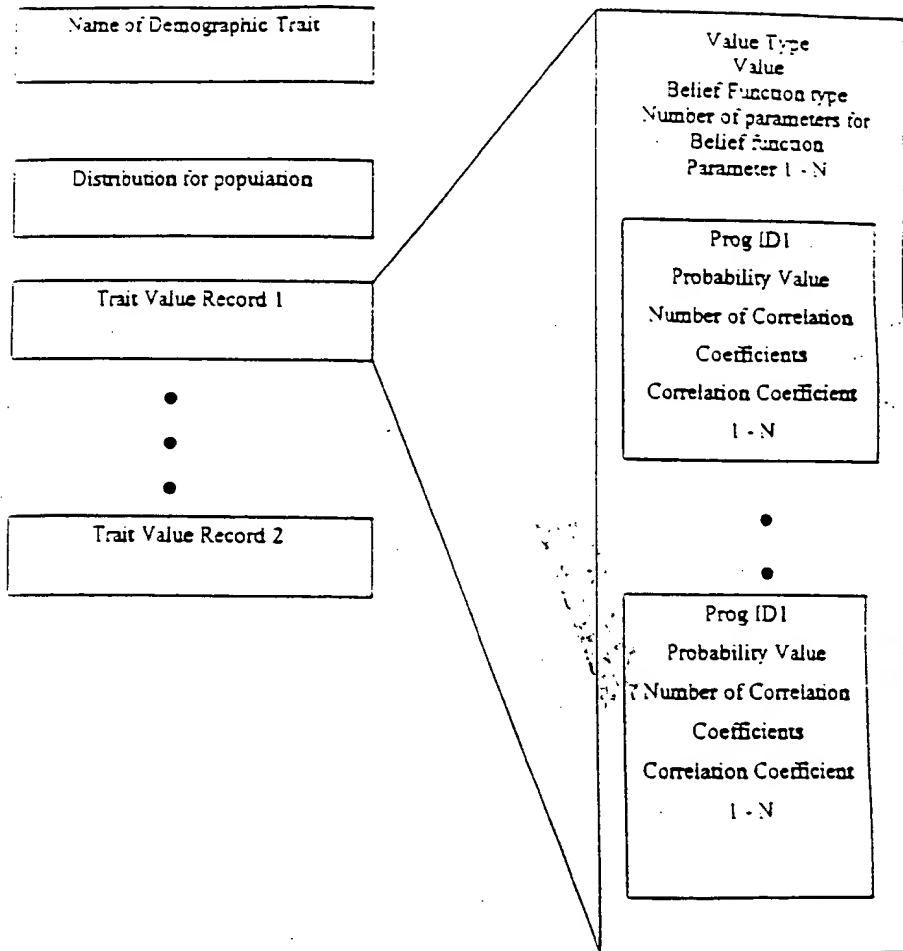 Name of Demographic Trait
Distribution for population
Trait Value Record 1
Trait Value Record 2
Value Type
Value
Belief Function type
Number of parameters for
Belief function
Parameter 1 - N
Prog ID1
Probability Value
Number of Correlation
Coefficients
Correlation Coefficient
1 - N
Prog ID1
Probability Value
Number of Correlation
Coefficients
Correlation Coefficient
1 - N